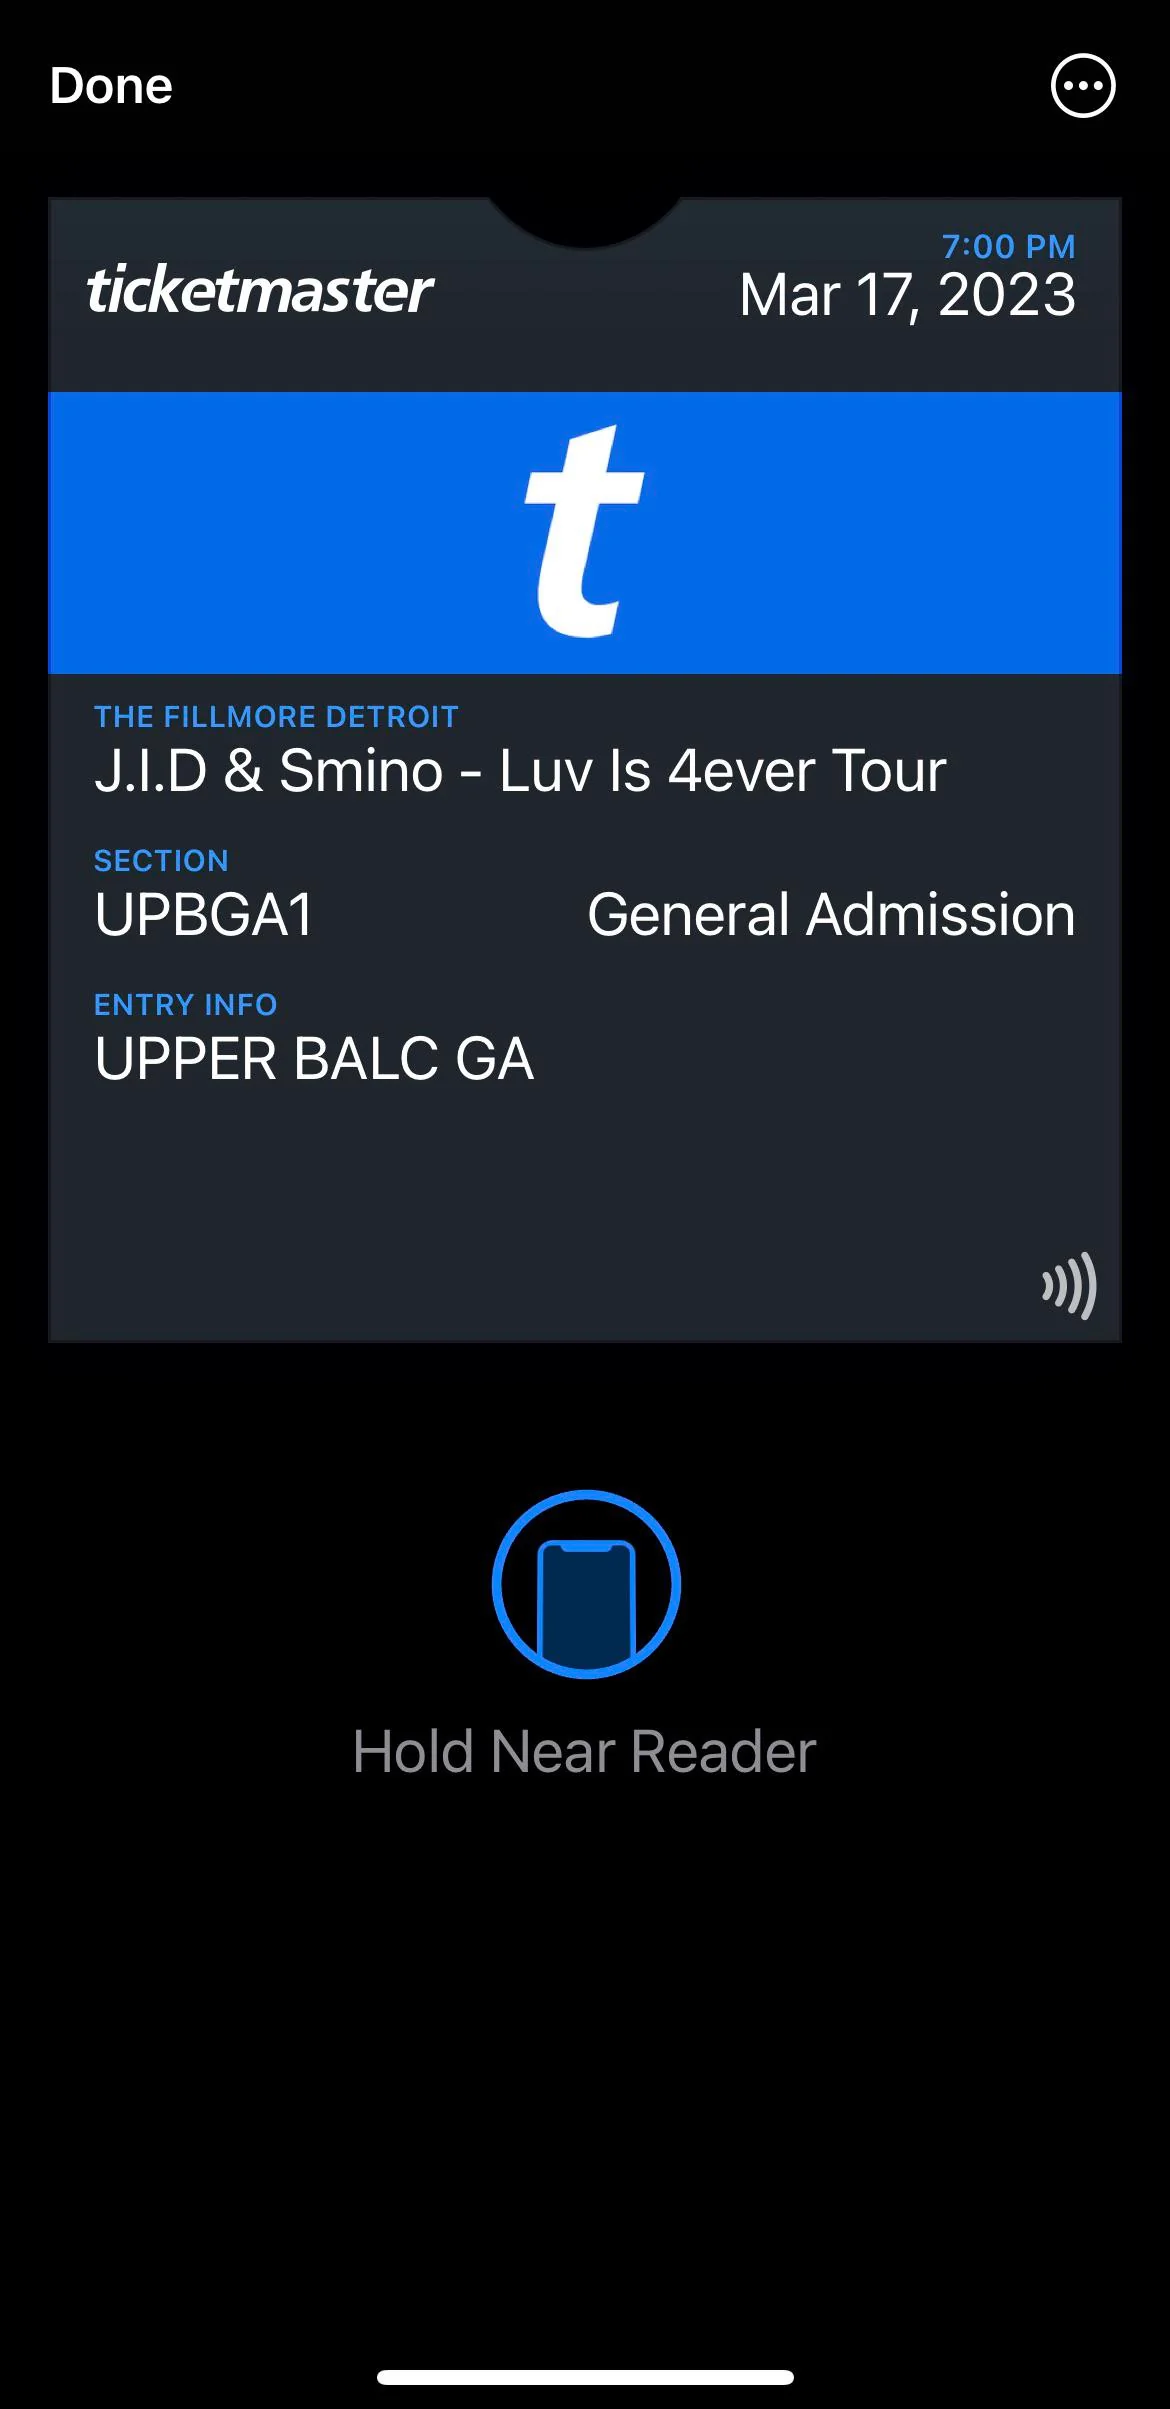 Done
ticketmaster
7:00 PM
Mar 17, 2023
t
THE FILLMORE DETROIT
J.I.D & Smino - Luv Is 4ever Tour
SECTION
UPBGA1 General Admission
ENTRY INFO
UPPER BALC GA
Hold Near Reader